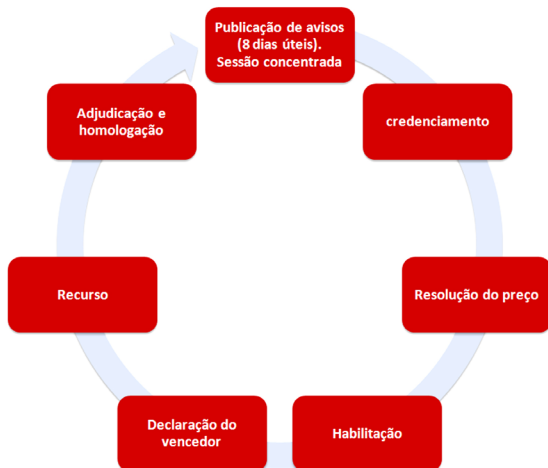 Publicação de avisos
(8 dias úteis).
Sessão concentrada
credenciamento
Resolução do preço
Habilitação
Declaração do
vencedor
Recurso
Adjudicação e
homologação